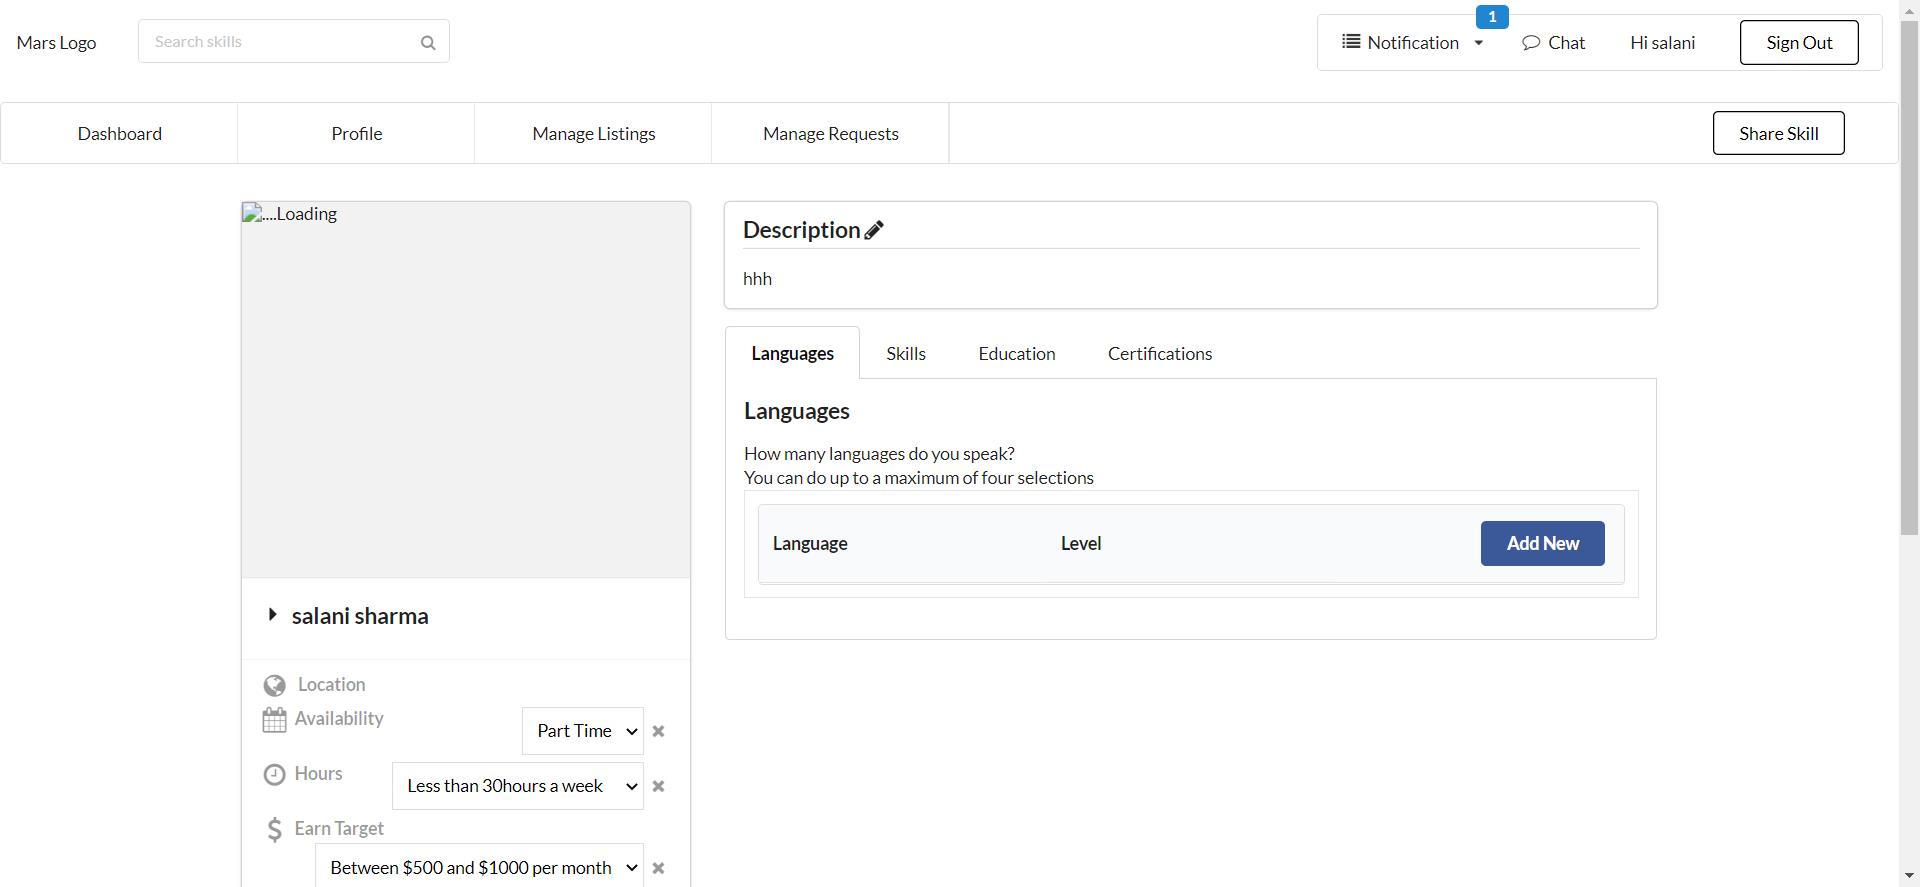 Mars Logo
Search skills
1
Notification
Chat
Hi salani
Sign Out
Dashboard
Profile
Manage Listings
Manage Requests
Share Skill
....Loading
salani sharma
Location
Availability
Part Time
Hours
Less than 30hours a week
Earn Target
Between $500 and $1000 per month
Description
hhh
Languages
Skills
Education
Certifications
Languages
How many languages do you speak?
You can do up to a maximum of four selections
Language
Level
Add New